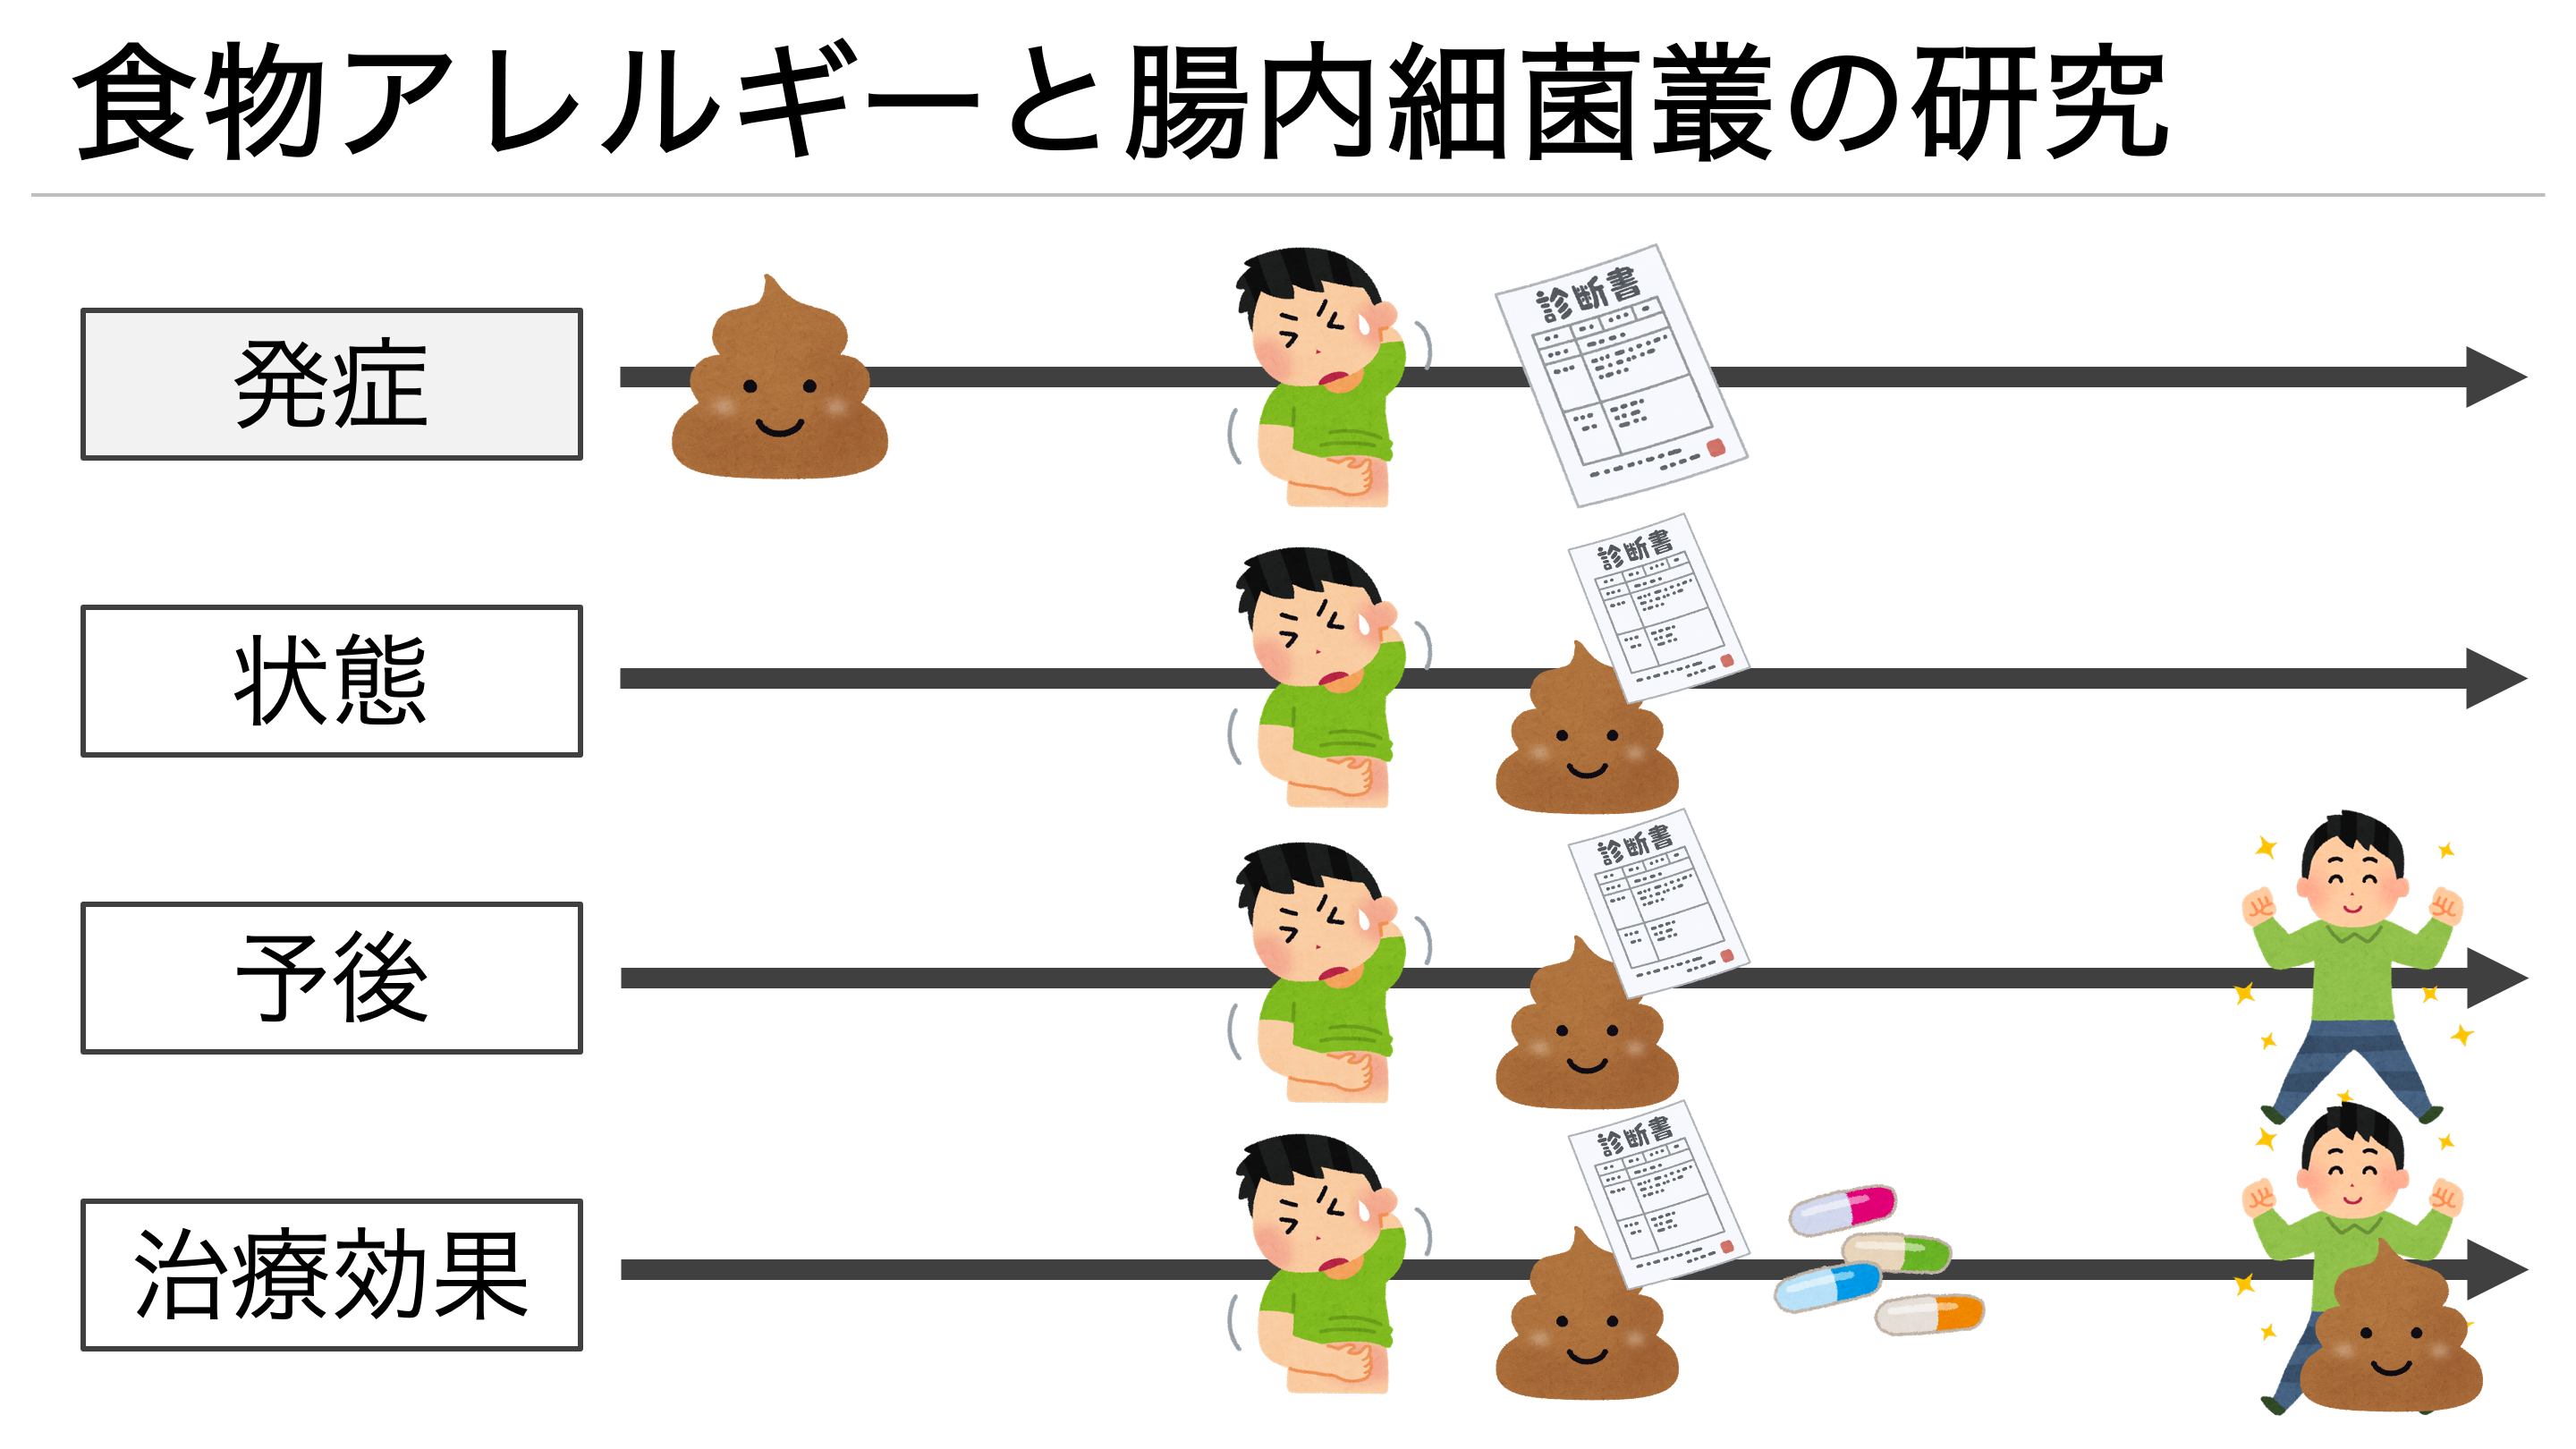 食物アレルギーと腸内細菌叢の研究
発症
診断書
状態
診断書
予後
診断書
治療効果
診断書